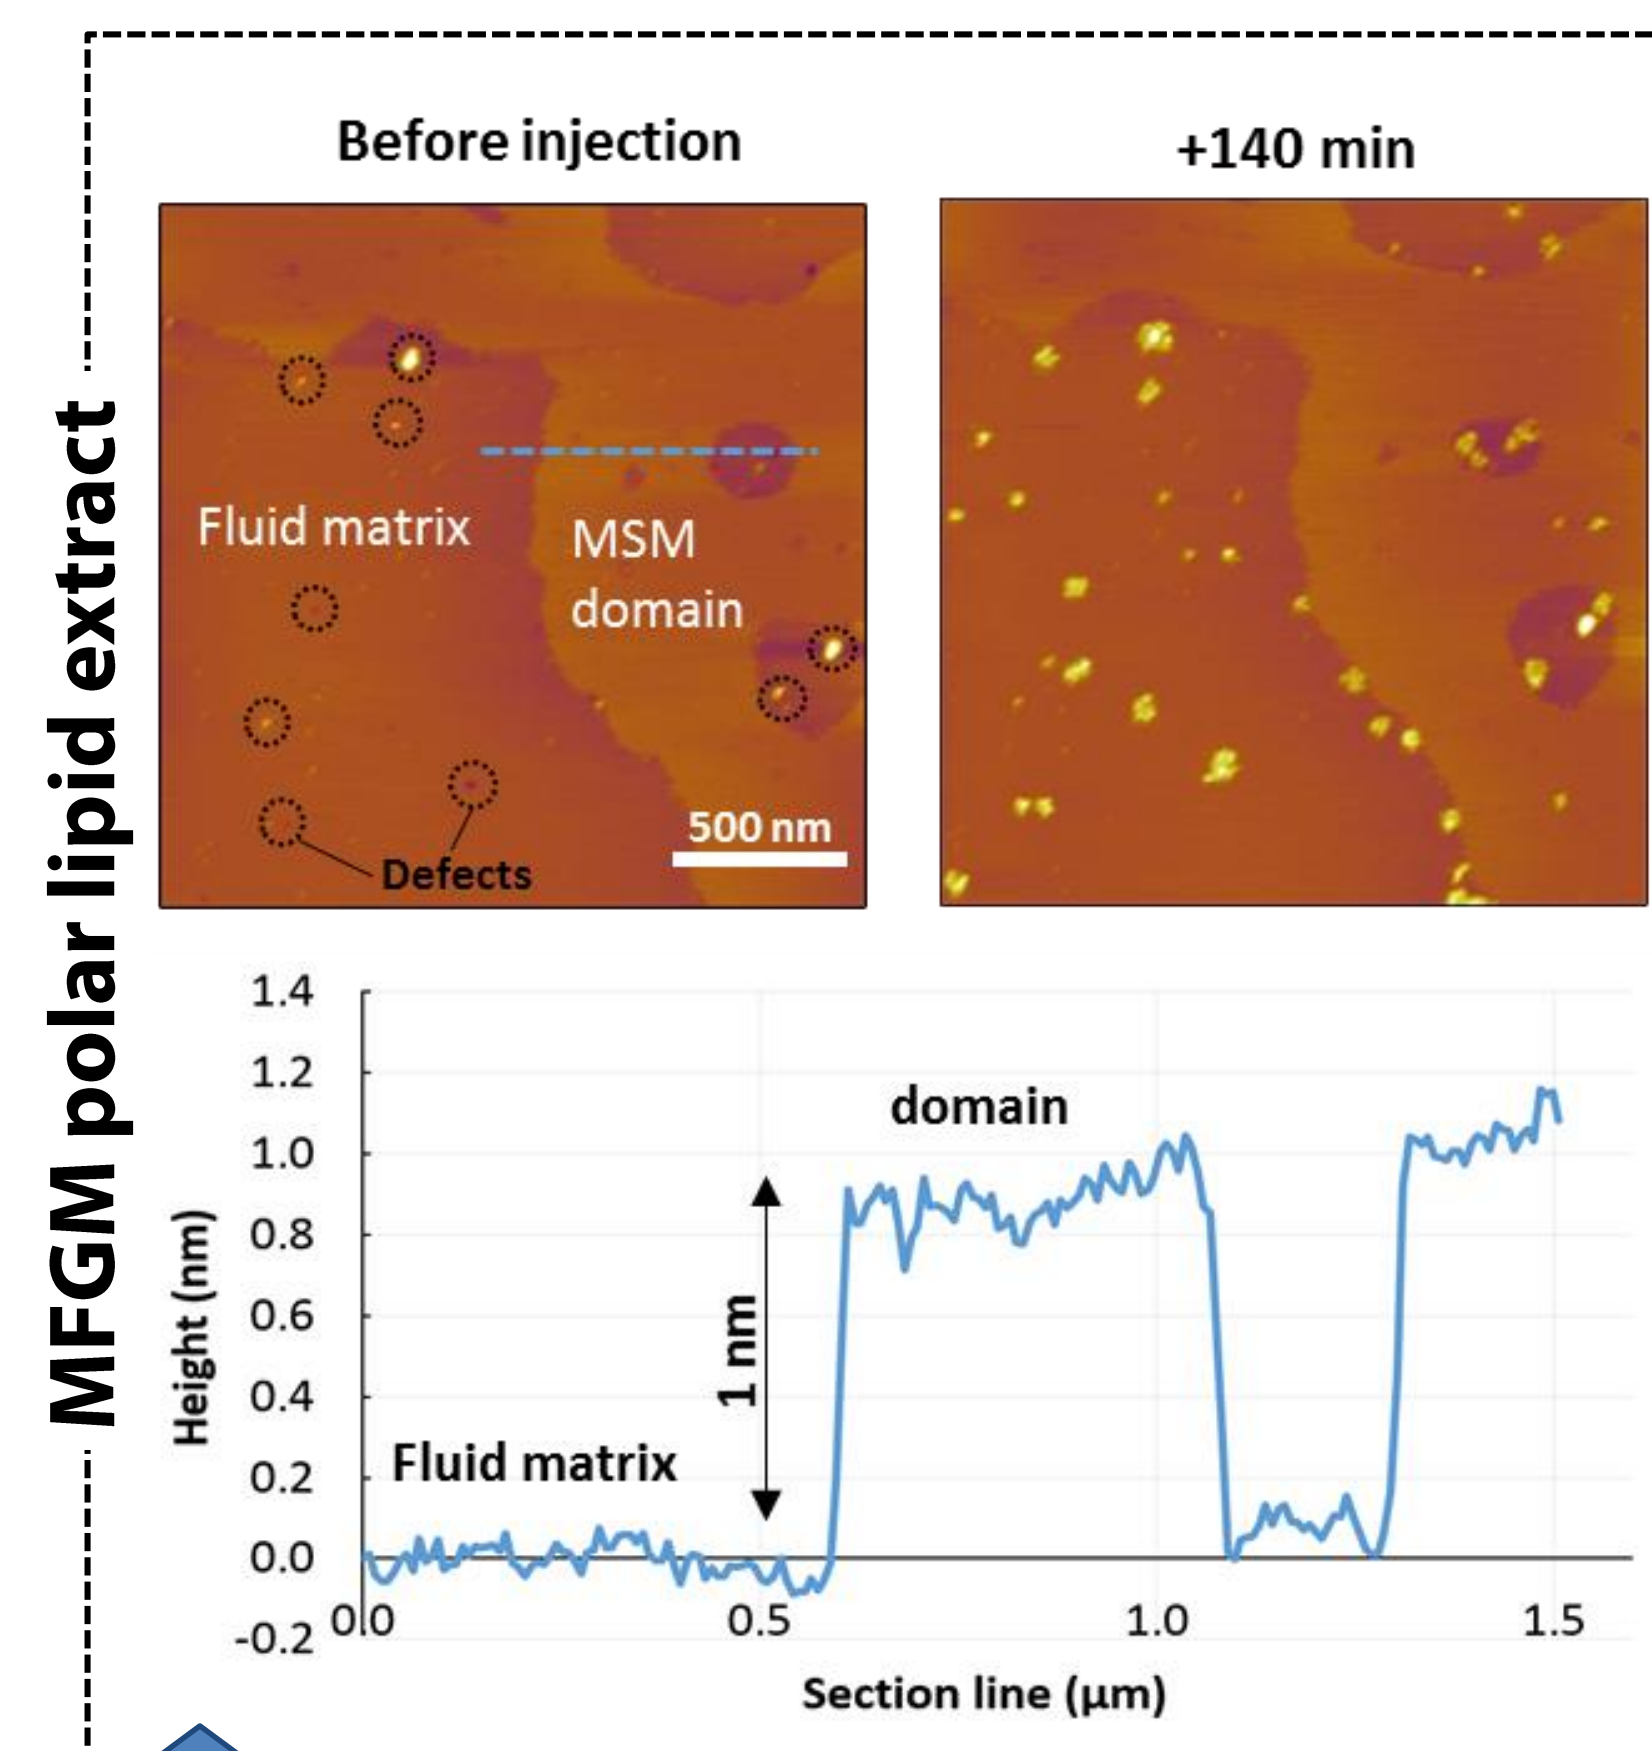 MFGM polar lipid extract
Before injection
+140 min
Fluid matrix
MSM
domain
Defects
500 nm
1.4
1.2
1.0
0.8
0.6
0.4
0.2
0.0
-0.2
Height (nm)
domain
1 nm
Fluid matrix
0.0 0.5 1.0 1.5
Section line (µm)